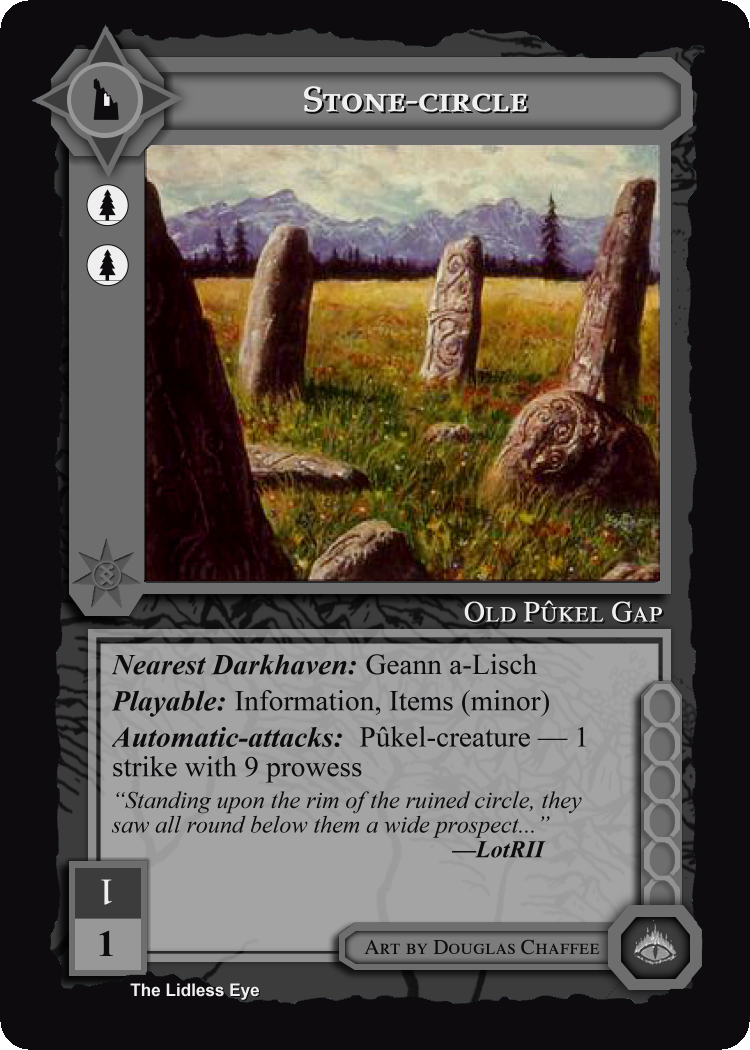 Stone-circle
Old Pûkel Gap
Nearest Darkhaven: Geann a-Lisch
Playable: Information, Items (minor)
Automatic-attacks: Pûkel-creature — 1
strike with 9 prowess
“Standing upon the rim of the ruined circle, they
saw all round below them a wide prospect...”
—LotRII
1
1
Art by Douglas Chaffee
The Lidless Eye